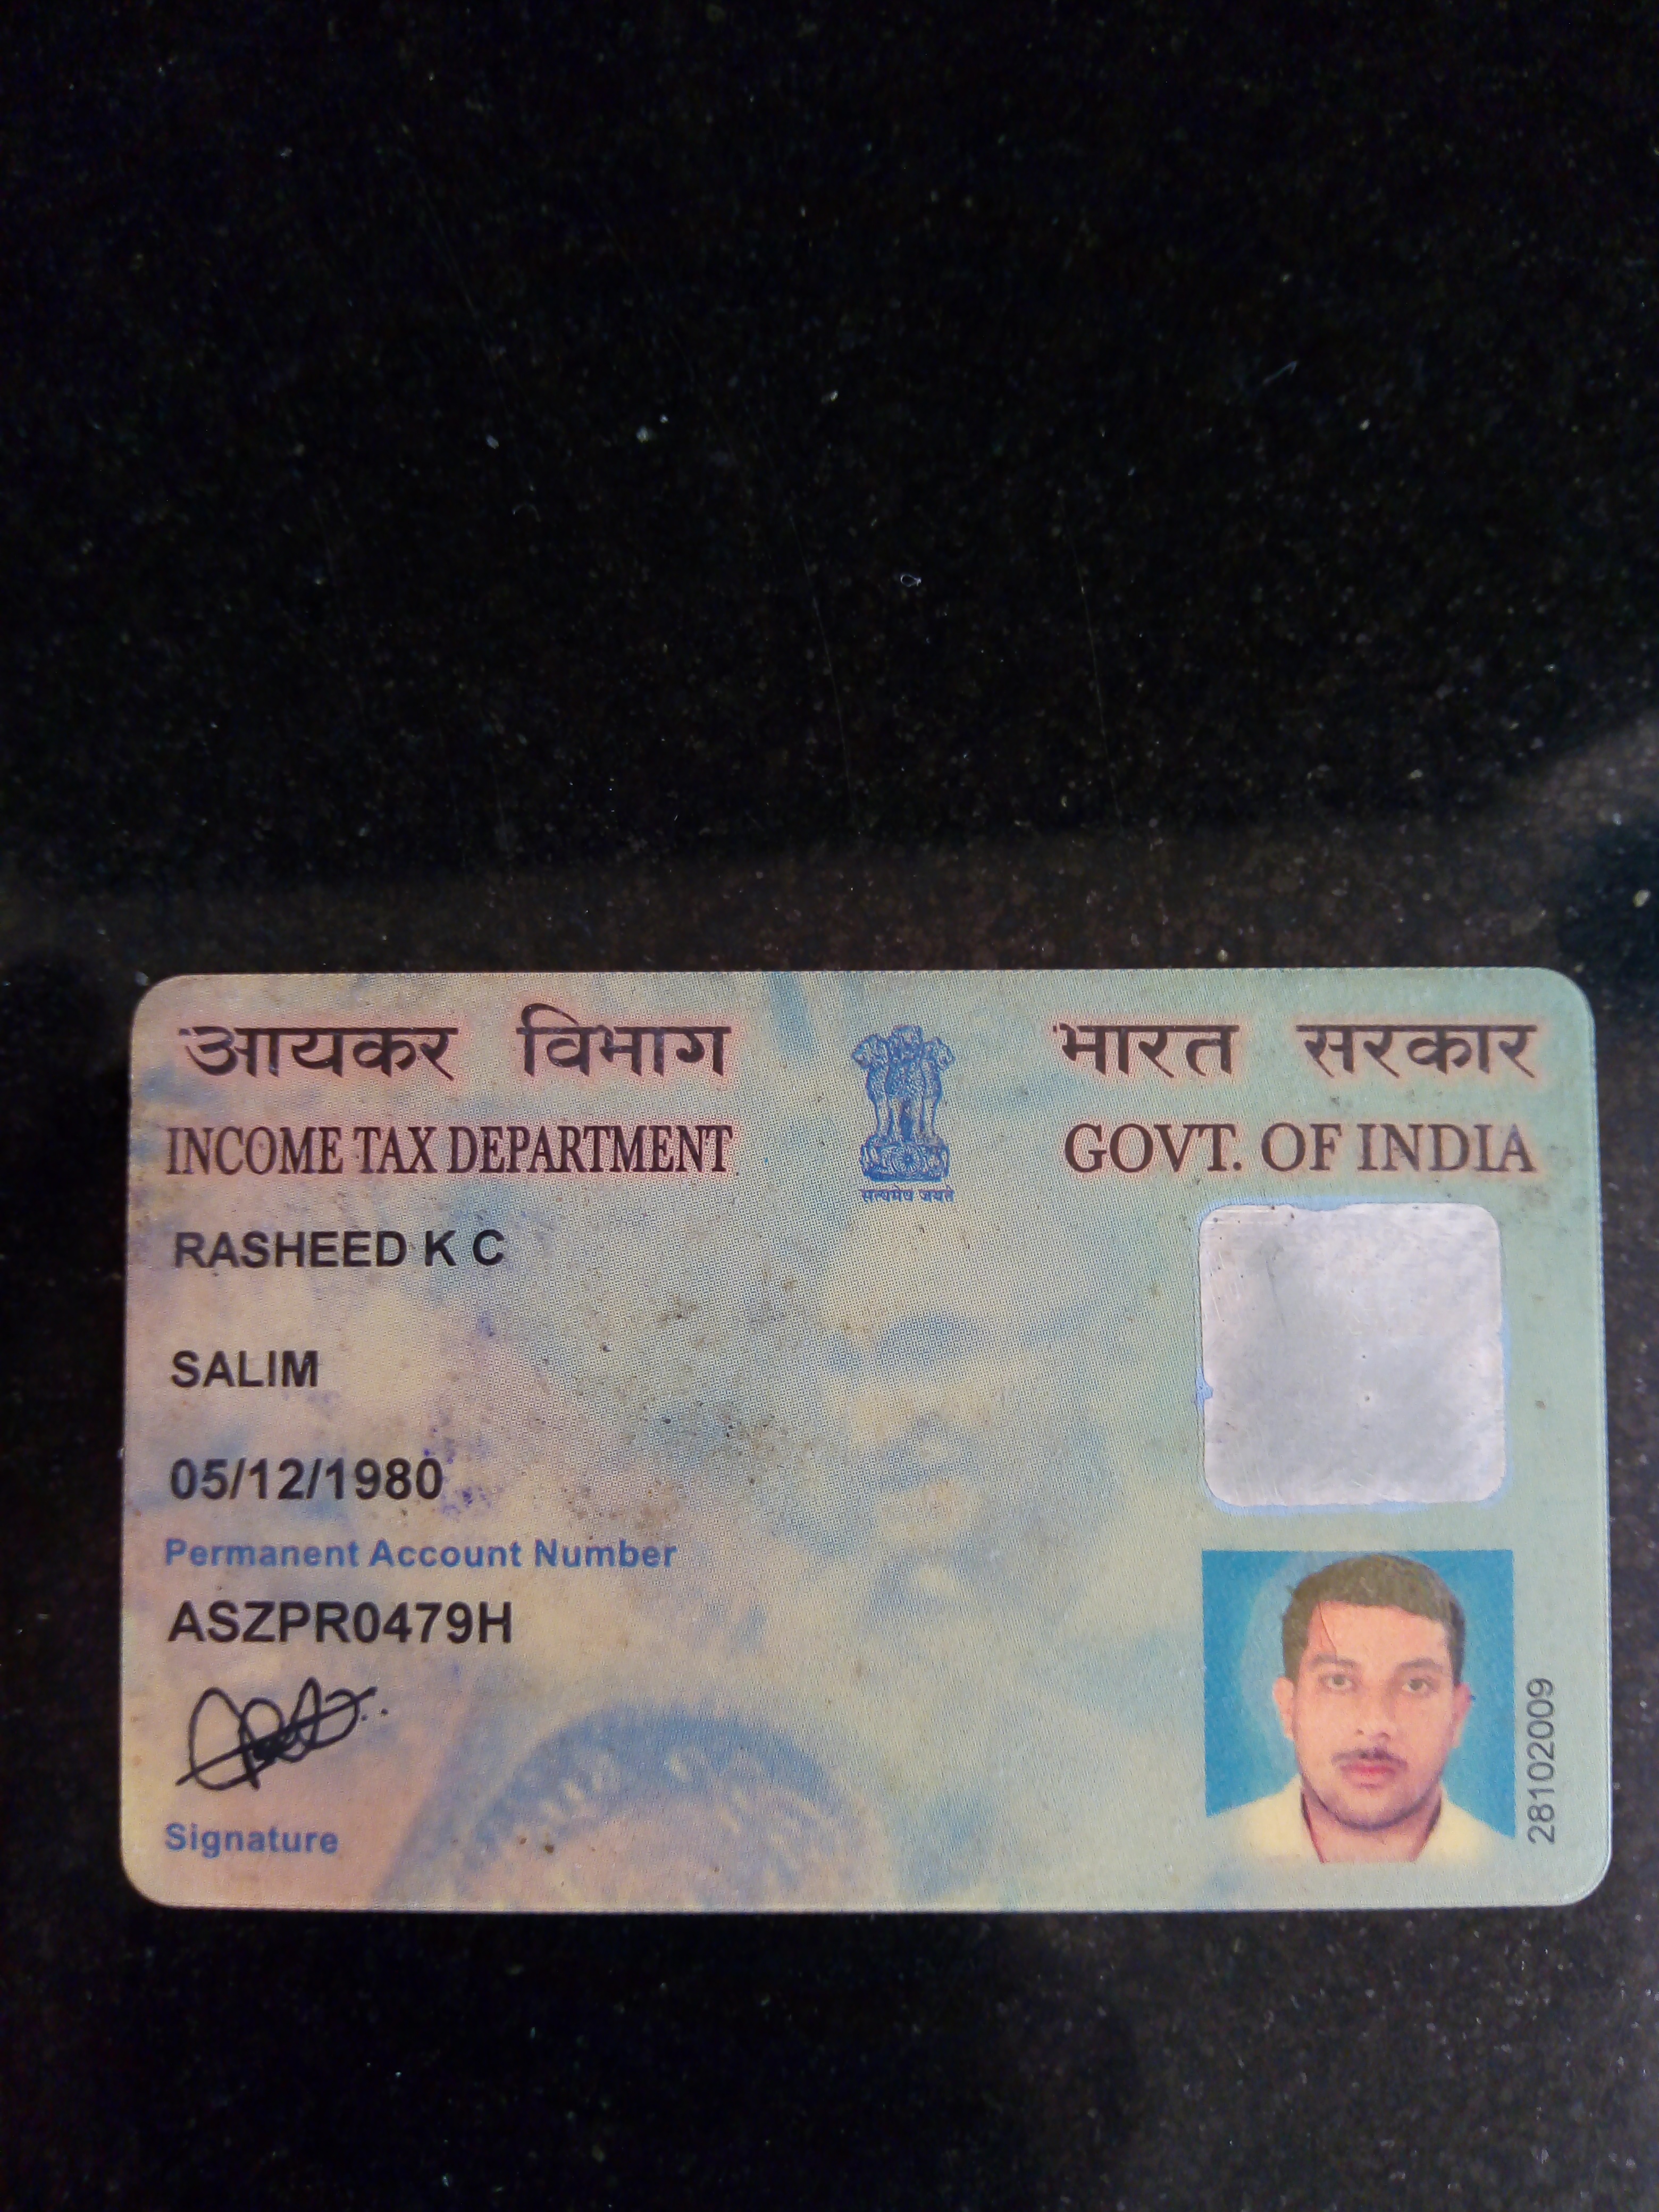 आयकर विभाग
भारत सरकार
INCOME TAX DEPARTMENT
GOVT. OF INDIA
सत्यमेव जयते
RASHEED K C
SALIM
05/12/1980
Permanent Account Number
ASZPR0479H
Signature
28102009